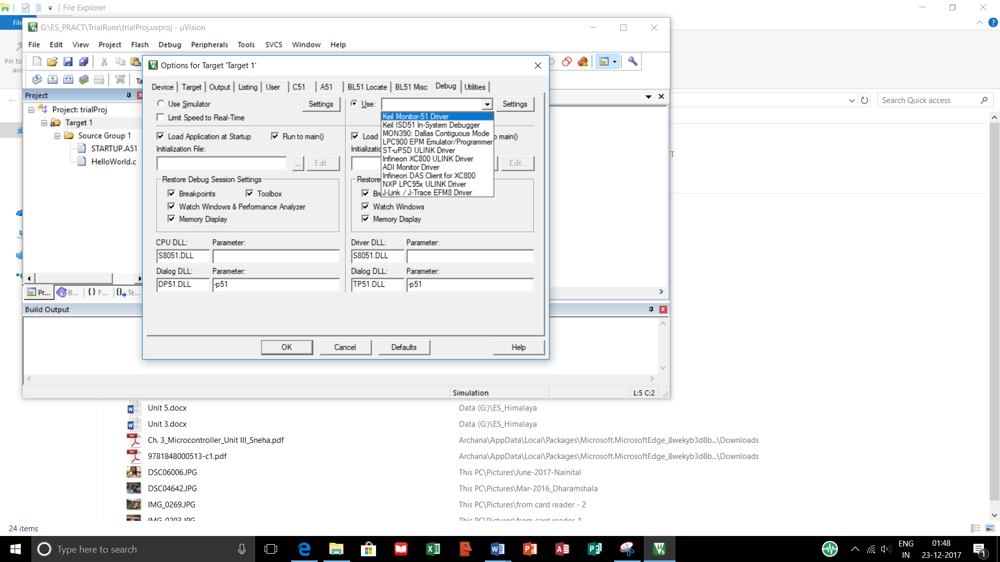 File Explorer
File
G:\ES_PRACT\TrialRuns\trialProj.uvproj - µVision
File Edit View Project Flash Debug Peripherals Tools SVCS Window Help
Pin to
Options for Target 'Target 1'
LOAD
Device Target Output Listing User C51 A51 BL51 Locate BL51 Misc Debug Utilities
Project
Project: trialProj
Target 1
Source Group 1
STARTUP.A51
HelloWorld.c
Use Simulator Settings
Limit Speed to Real-Time
Load Application at Startup Run to main()
Initialization File:
... Edit...
Restore Debug Session Settings
Breakpoints Toolbox
Watch Windows & Performance Analyzer
Memory Display
CPU DLL: Parameter:
S8051.DLL
Dialog DLL: Parameter:
DP51.DLL -p51
Use: Settings
Keil Monitor-51 Driver
Keil ISD51 In-System Debugger
MON390: Dallas Contiguous Mode
LPC900 EPM Emulator/Programmer
ST-uPSD ULINK Driver
Infineon XC800 ULINK Driver
ADI Monitor Driver
Infineon DAS Client for XC800
NXP LPC95x ULINK Driver
J-Link / J-Trace EFM8 Driver
Load o main()
Edit...
Restore
Watch Windows
Memory Display
Driver DLL: Parameter:
S8051.DLL
Dialog DLL: Parameter:
TP51.DLL -p51
OK Cancel Defaults Help
Pr... B... F... Te...
Build Output
Simulation L:5 C:2
Search Quick access
Unit 5.docx Data (G:)\ES_Himalaya
Unit 3.docx Data (G:)\ES_Himalaya
Ch. 3_Microcontroller_Unit III_Sneha.pdf Archana\AppData\Local\Packages\Microsoft.MicrosoftEdge_8wekyb3d8b...\Downloads
9781848000513-c1.pdf Archana\AppData\Local\Packages\Microsoft.MicrosoftEdge_8wekyb3d8b...\Downloads
DSC06006.JPG This PC\Pictures\June-2017-Nainital
DSC04642.JPG This PC\Pictures\Mar-2016_Dharamshala
IMG_0269.JPG This PC\Pictures\from card reader - 2
IMG_0203.JPG This PC\Pictures\from card reader-1
24 items
Type here to search
ENG
IN
01:48
23-12-2017
1